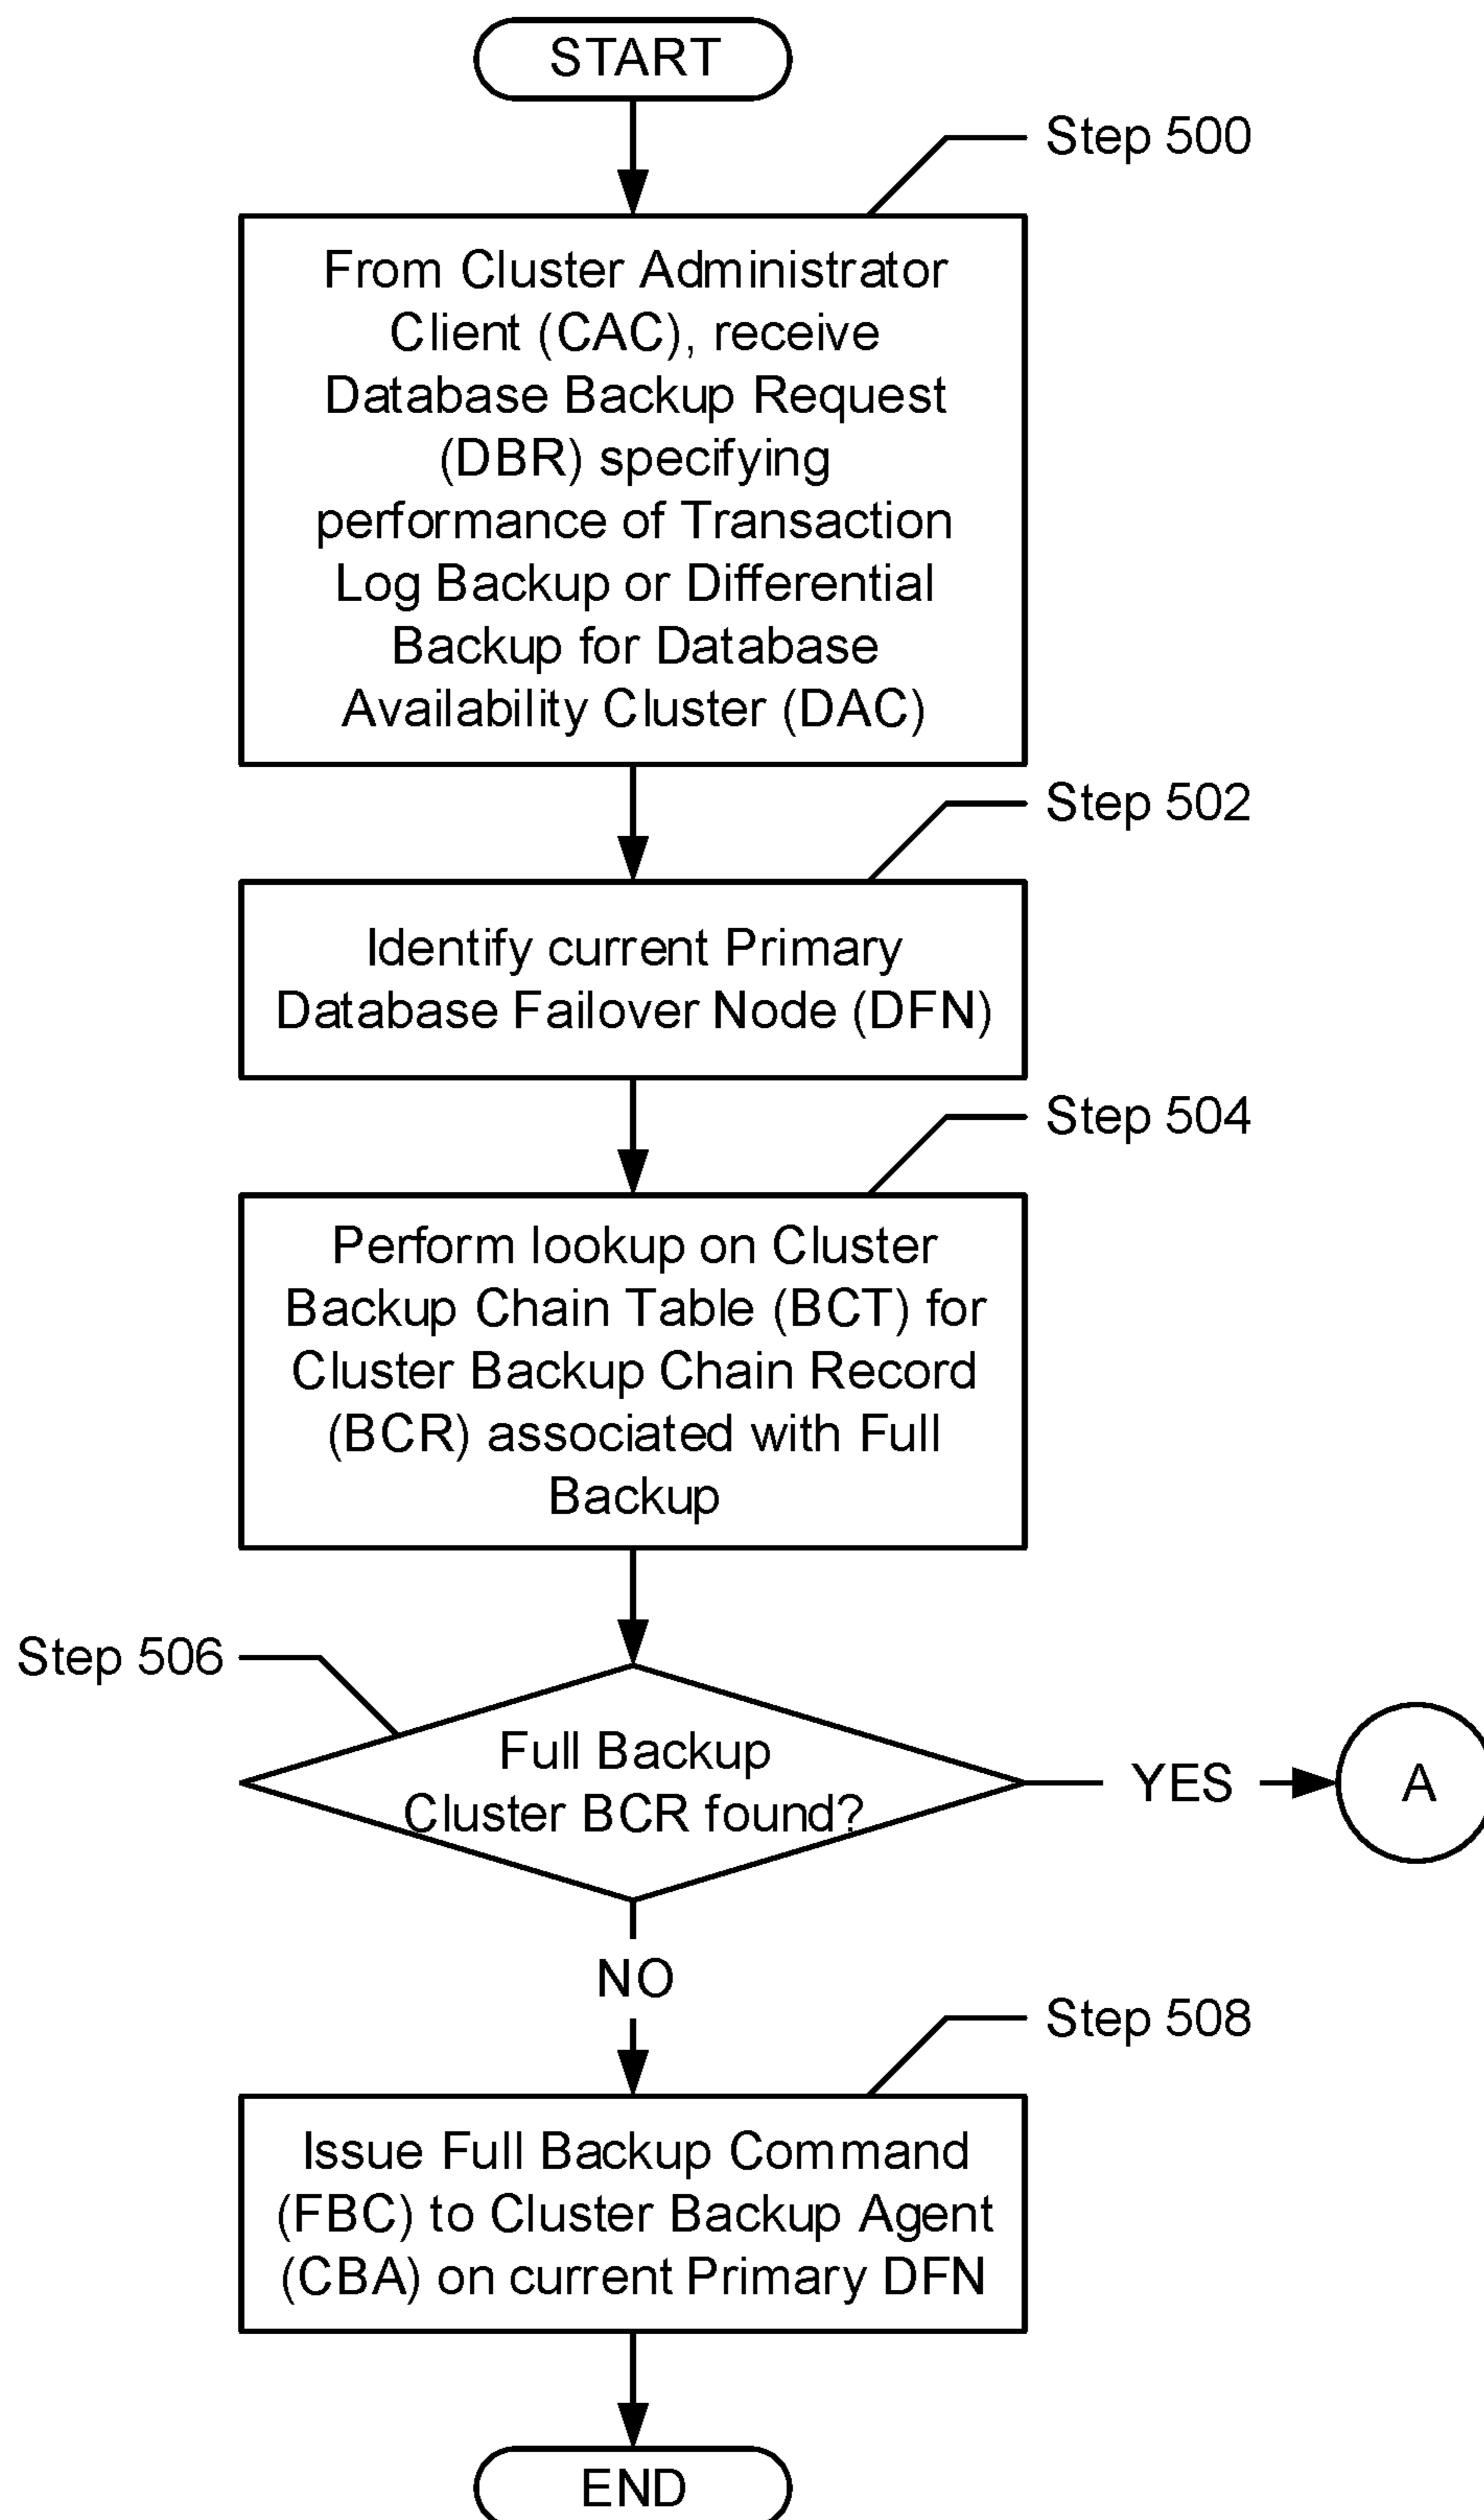 START
Step 500
From Cluster Administrator
Client (CAC), receive
Database Backup Request
(DBR) specifying
performance of Transaction
Log Backup or Differential
Backup for Database
Availability Cluster (DAC)
Step 502
Identify current Primary
Database Failover Node (DFN)
Step 504
Perform lookup on Cluster
Backup Chain Table (BCT) for
Cluster Backup Chain Record
(BCR) associated with Full
Backup
Step 506
Full Backup
Cluster BCR found?
YES
A
NO
Step 508
Issue Full Backup Command
(FBC) to Cluster Backup Agent
(CBA) on current Primary DFN
END